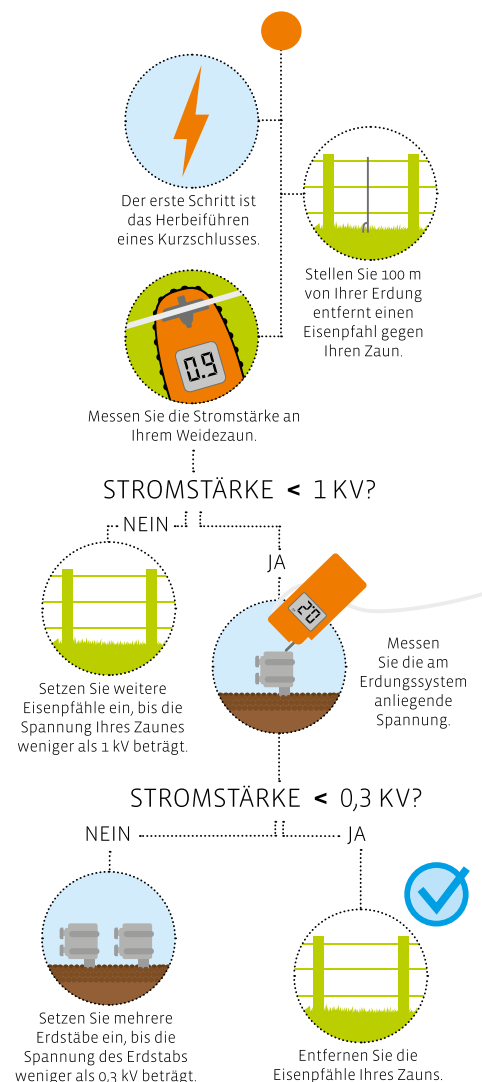 Der erste Schritt ist
das Herbeiführen
eines Kurzschlusses.
Stellen Sie 100 m
von Ihrer Erdung
entfernt einen
Eisenpfahl gegen
Ihren Zaun.
0.9
Messen Sie die Stromstärke an
Ihrem Weidezaun.
STROMSTÄRKE < 1 KV?
NEIN
JA
.20
Setzen Sie weitere
Eisenpfähle ein, bis die
Spannung Ihres Zaunes
weniger als 1 kV beträgt.
Messen
Sie die am
Erdungssystem
anliegende
Spannung.
STROMSTÄRKE < 0,3 KV?
NEIN
JA
Setzen Sie mehrere
Erdstäbe ein, bis die
Spannung des Erdstabs
weniger als 0,3 kV beträgt.
Entfernen Sie die
Eisenpfähle Ihres Zauns.